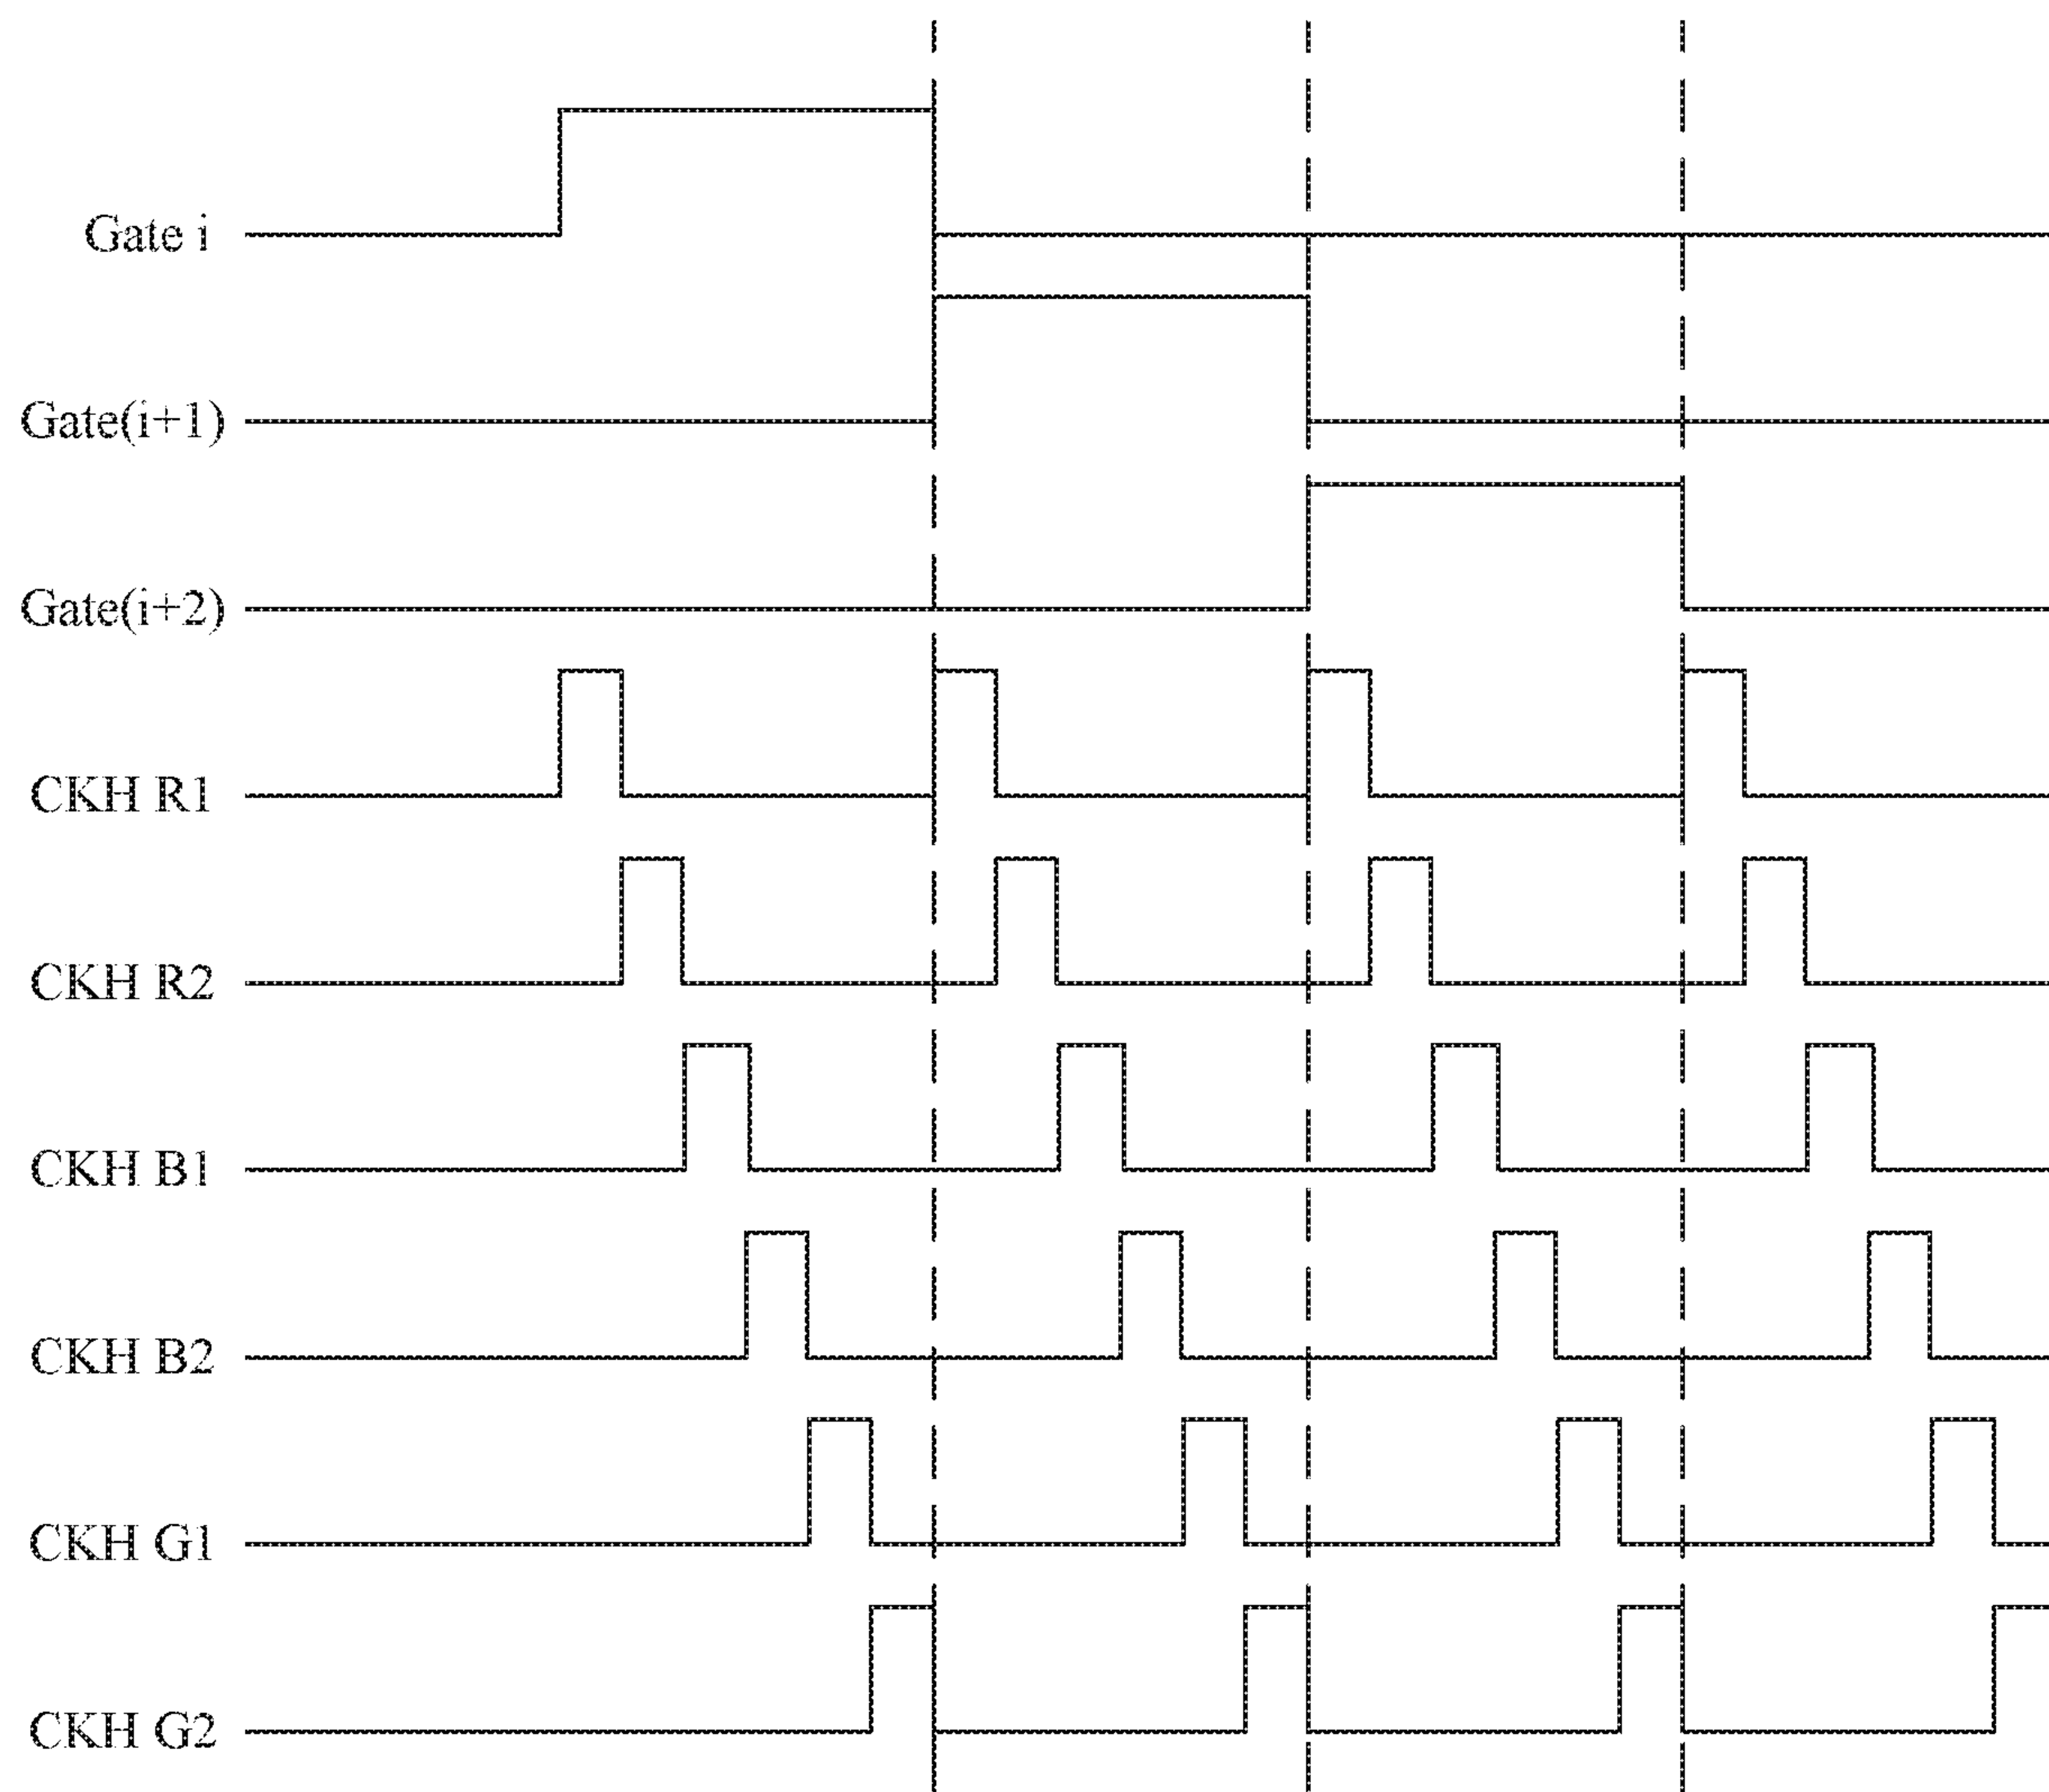 Gate i
Gate(i+1)
Gate(i+2)
CKH R1
CKH R2
CKH B1
CKH B2
CKH G1
CKH G2